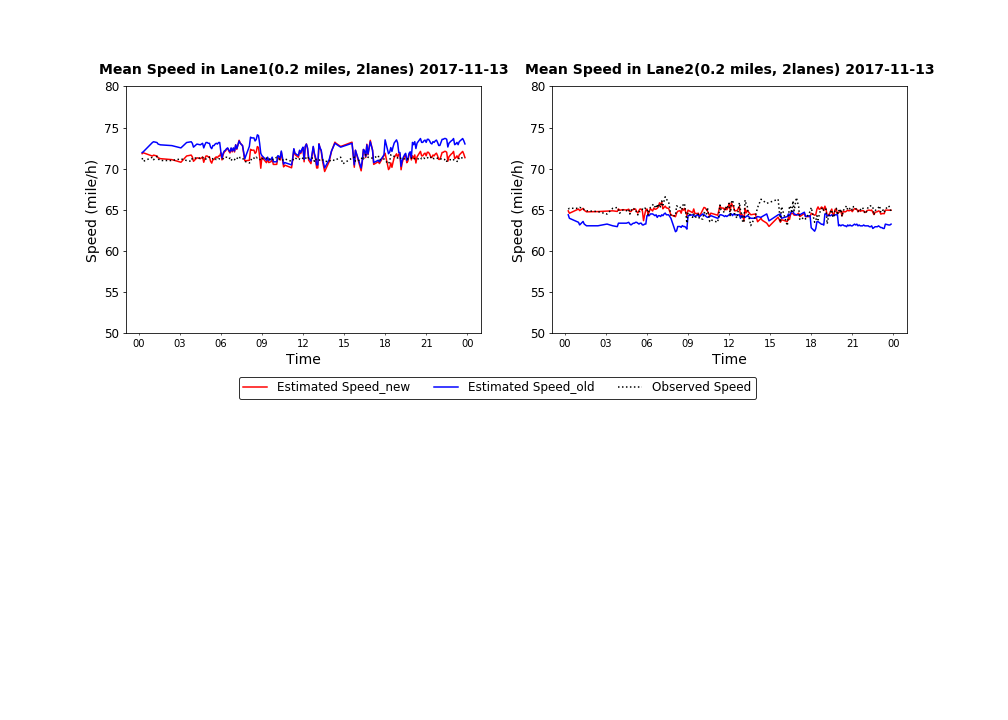 Mean Speed in Lane1(0.2 miles, 2lanes) 2017-11-13
80
75
70
65
60
55
50
Speed (mile/h)
00 03 06 09 12 15 18 21 00
Time
Mean Speed in Lane2(0.2 miles, 2lanes) 2017-11-13
80
75
70
65
60
55
50
Speed (mile/h)
00 03 06 09 12 15 18 21 00
Time
Estimated Speed_new Estimated Speed_old Observed Speed